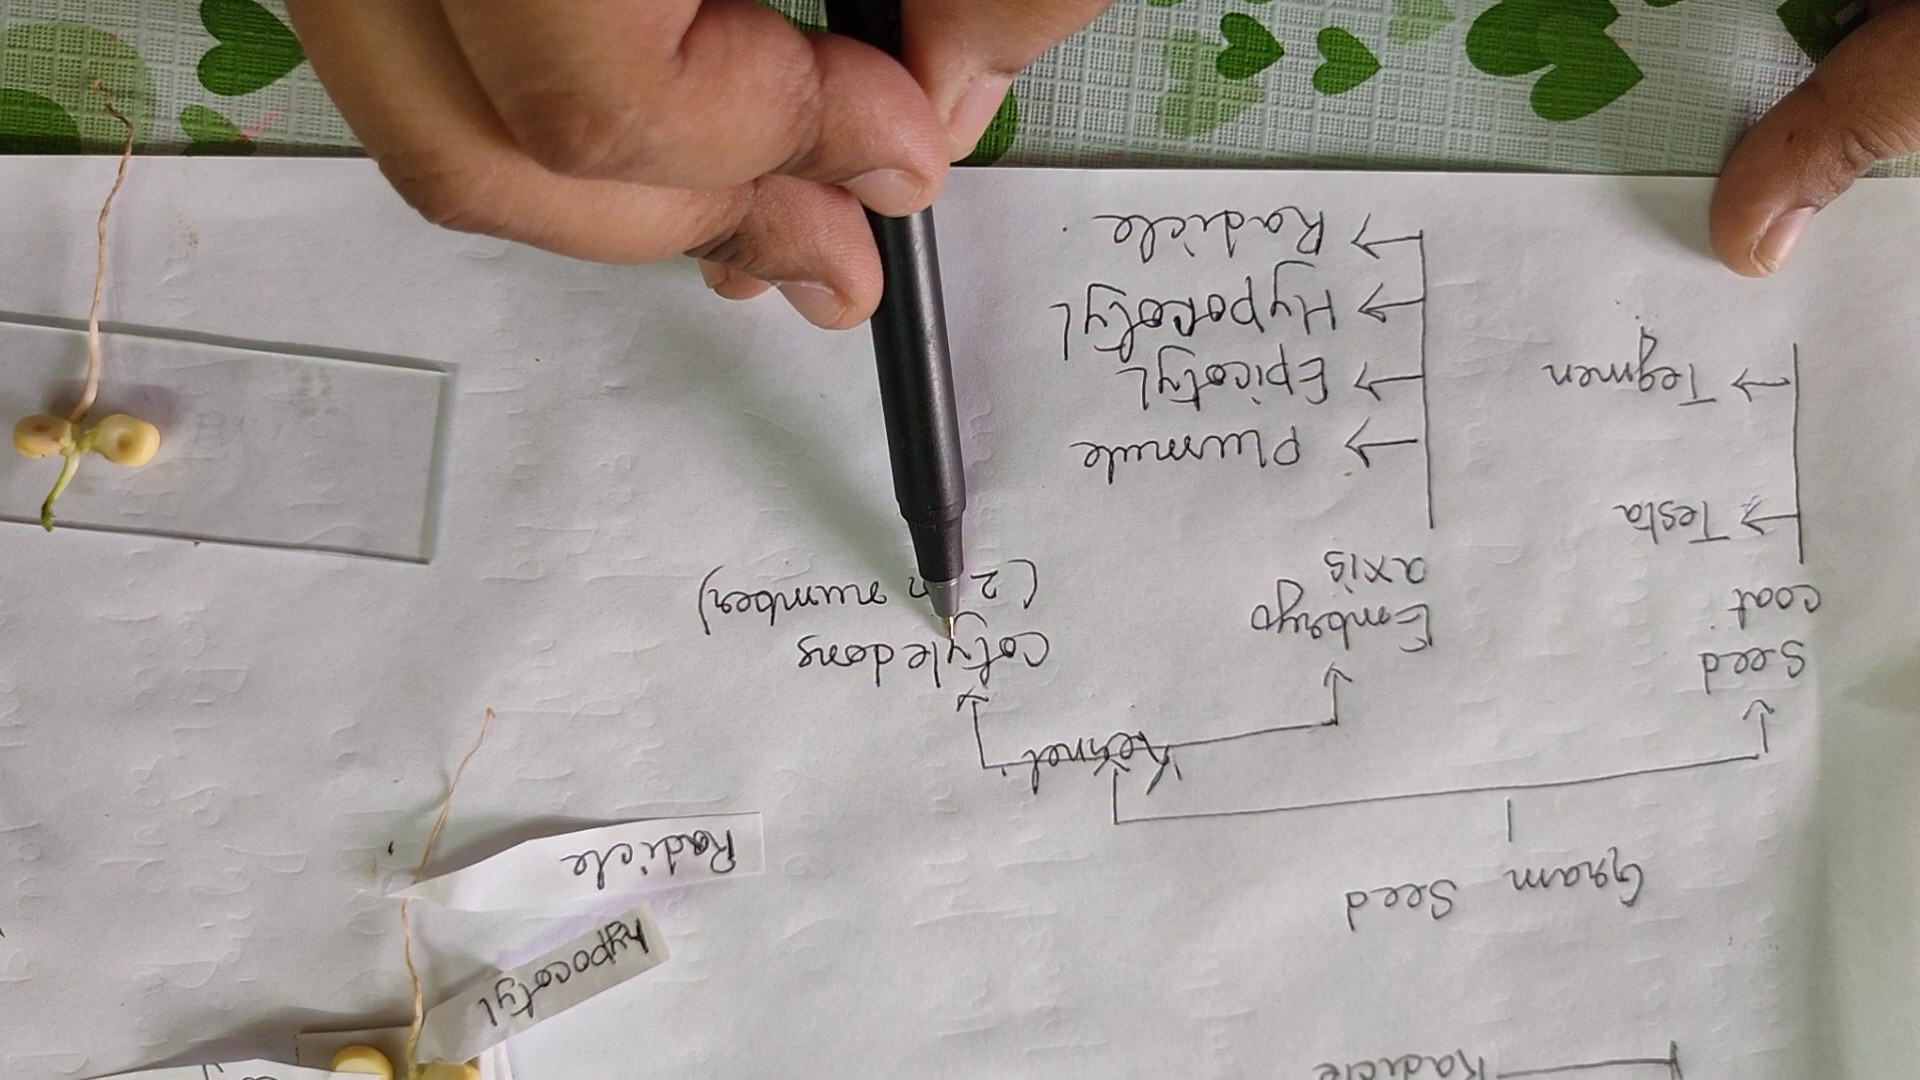 Gram Seed
Seed
coat
→ Testa
→ Tegmen
Kernel
Embryo
axis
→ Plumule
→ Epicotyl
→ Hypocotyl
→ Radicle
Cotyledons
(2 in number)
Radicle
hypocotyl
Radicle